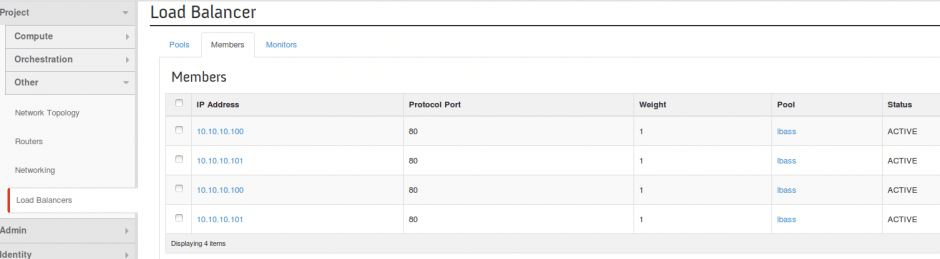 Project
Compute
Orchestration
Other
Network Topology
Routers
Networking
Load Balancers
Admin
Identity
Load Balancer
Pools Members Monitors
Members
IP Address Protocol Port Weight Pool Status
10.10.10.100 80 1 lbass ACTIVE
10.10.10.101 80 1 lbass ACTIVE
10.10.10.100 80 1 lbass ACTIVE
10.10.10.101 80 1 lbass ACTIVE
Displaying 4 items